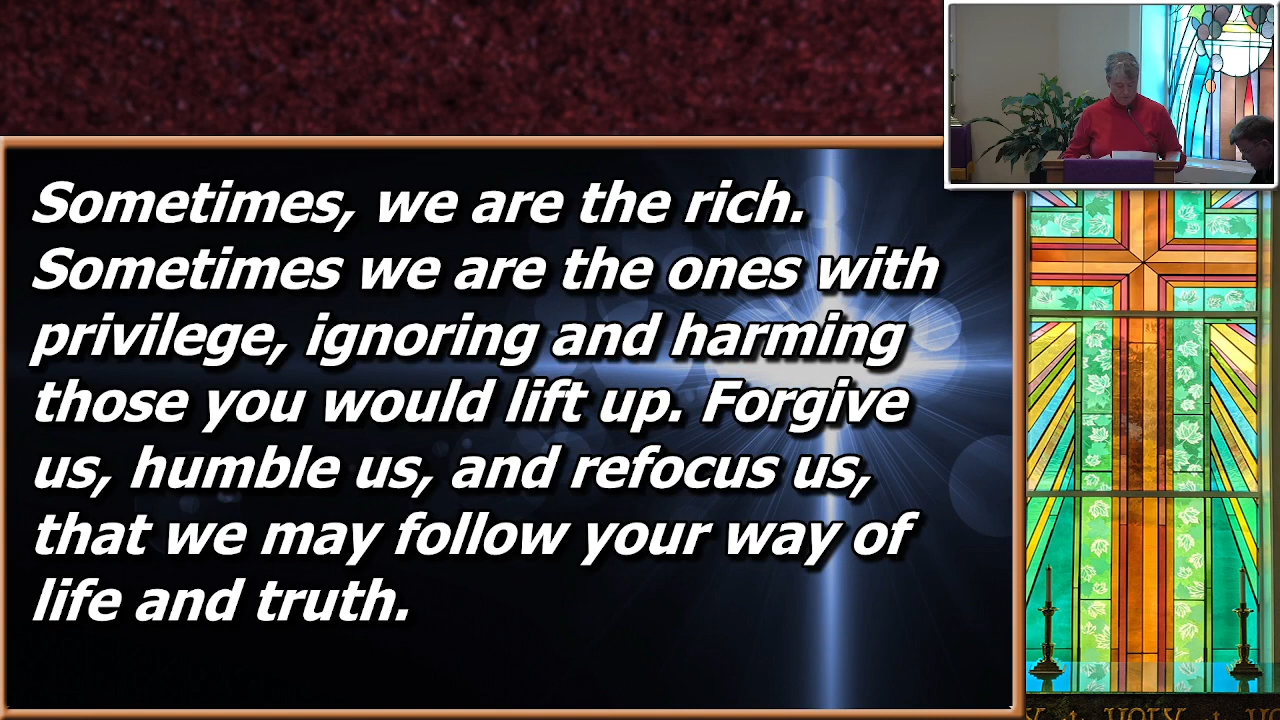 Sometimes, we are the rich.
Sometimes we are the ones with
privilege, ignoring and harming
those you would lift up. Forgive
us, humble us, and refocus us,
that we may follow your way of
life and truth.
HOLY